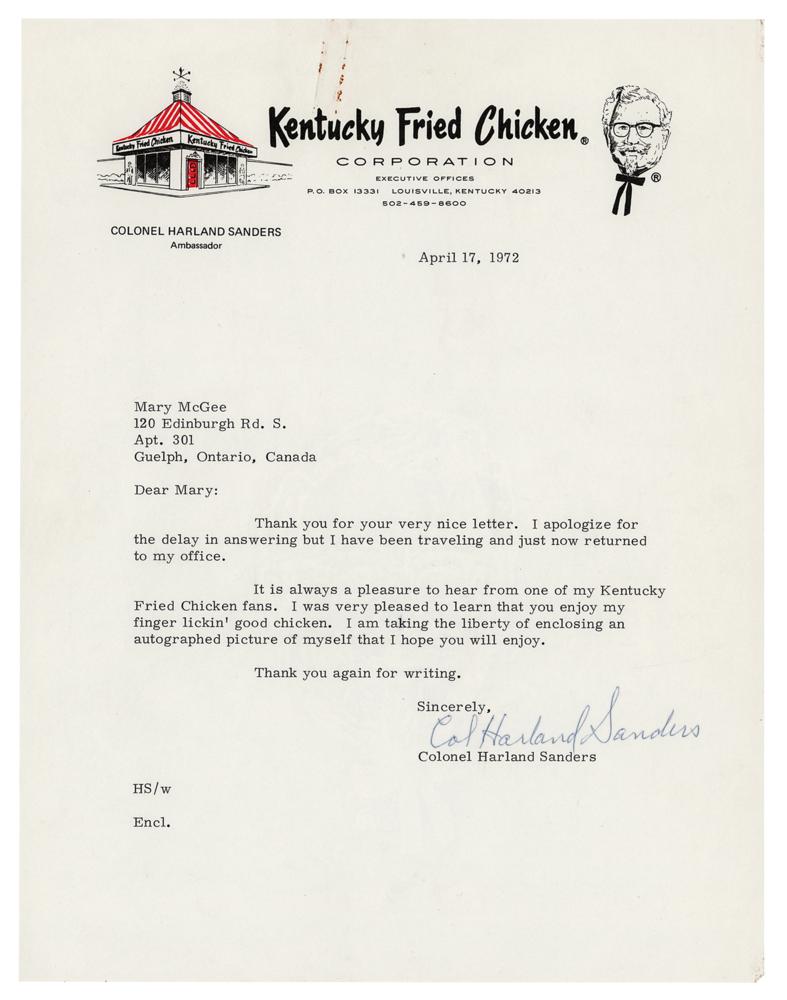 Kentucky Fried Chicken Kentucky Fried Chicken
Kentucky Fried Chicken®
CORPORATION
EXECUTIVE OFFICES
P.O. BOX 13331 LOUISVILLE, KENTUCKY 40213
502-459-8600
®
COLONEL HARLAND SANDERS
Ambassador
April 17, 1972
Mary McGee
120 Edinburgh Rd. S.
Apt. 301
Guelph, Ontario, Canada
Dear Mary:
Thank you for your very nice letter. I apologize for
the delay in answering but I have been traveling and just now returned
to my office.
It is always a pleasure to hear from one of my Kentucky
Fried Chicken fans. I was very pleased to learn that you enjoy my
finger lickin' good chicken. I am taking the liberty of enclosing an
autographed picture of myself that I hope you will enjoy.
Thank you again for writing.
Sincerely,
Col Harland Sanders
Colonel Harland Sanders
HS/w
Encl.